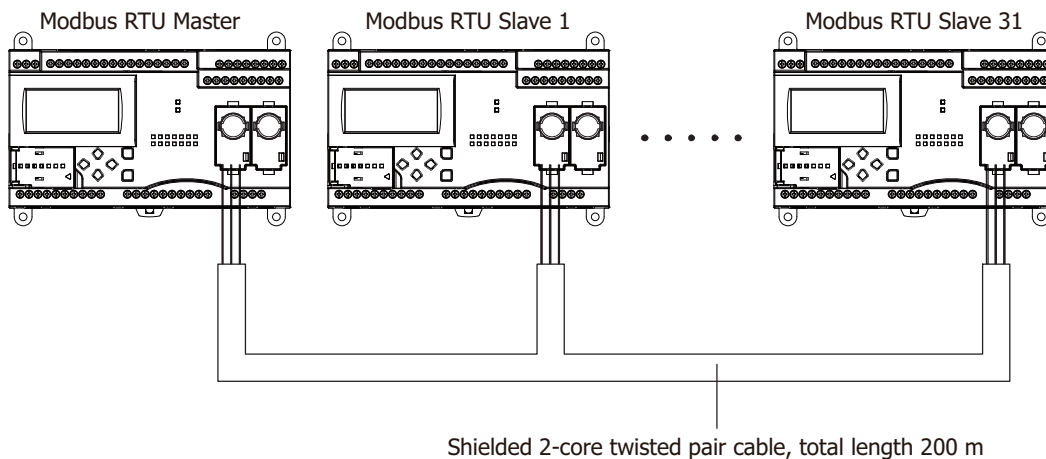 Modbus RTU Master
Modbus RTU Slave 1
Modbus RTU Slave 31
Shielded 2-core twisted pair cable, total length 200 m